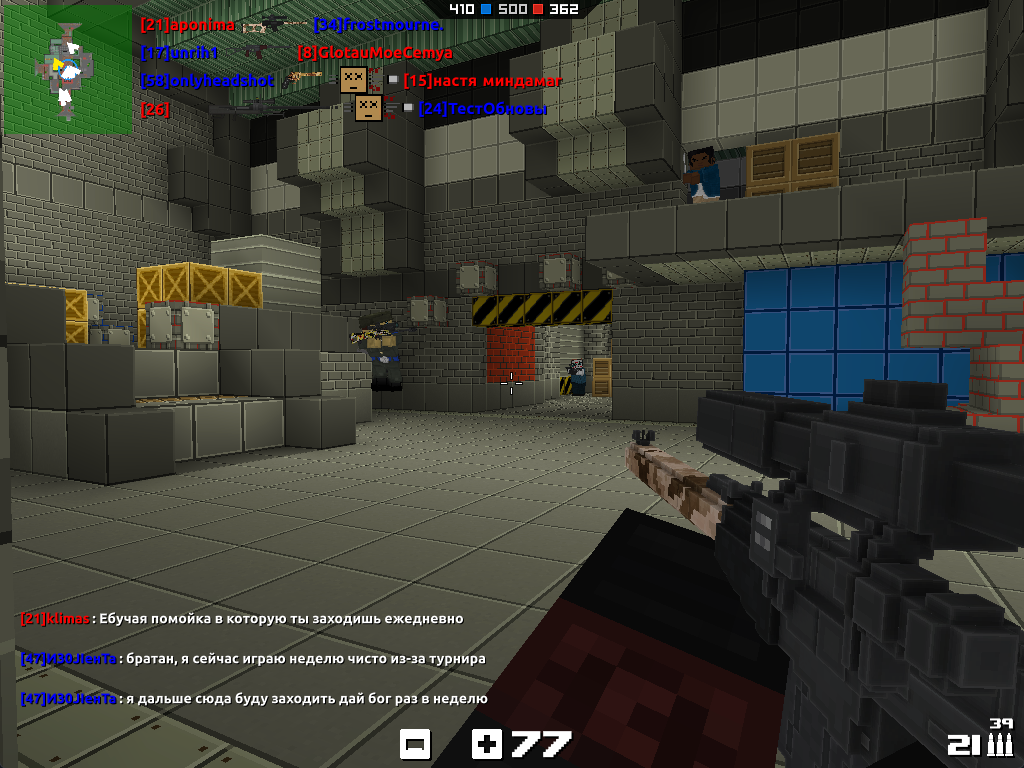 410 500 362
[21]aponima [34]frostmourne.
[17]unrih1 [8]GlotauMoeCemya
[58]onlyheadshot [15]настя миндамаг
[26] [24]ТестОбновы
[21]klimas : Ебучая помойка в которую ты заходишь ежедневно
[47]ИЗОЛенТа : братан, я сейчас играю неделю чисто из-за турнира
[47]ИЗОЛенТа : я дальше сюда буду заходить дай бог раз в неделю
39
77 21